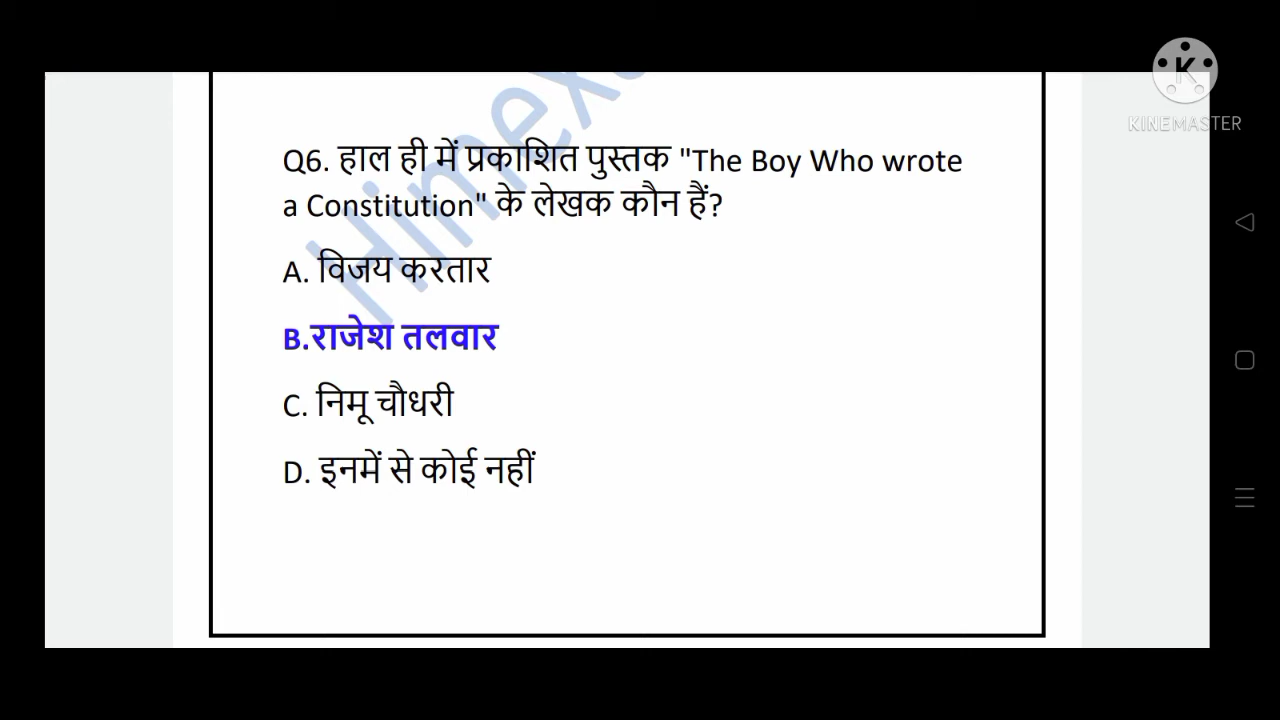 KINEMASTER
Q6. हाल ही में प्रकाशित पुस्तक "The Boy Who wrote
a Constitution" के लेखक कौन हैं?
A. विजय करतार
B.राजेश तलवार
C. निमू चौधरी
D. इनमें से कोई नहीं